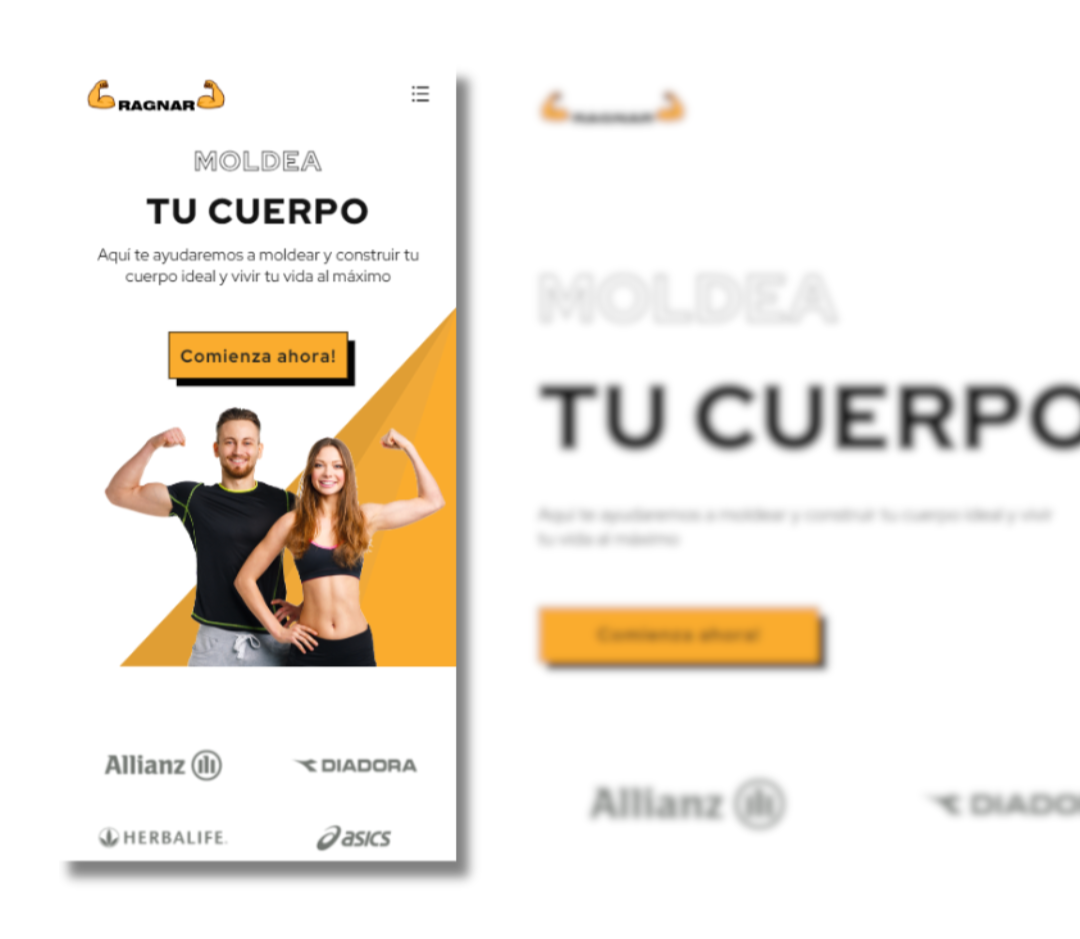 RAGNAR
MOLDEA
TU CUERPO
Aquí te ayudaremos a moldear y construir tu
cuerpo ideal y vivir tu vida al máximo
Comienza ahora!
Allianz
DIADORA
HERBALIFE.
asics
RAGNAR
MOLDEA
TU CUERPO
Aquí te ayudaremos a moldear y construir tu cuerpo ideal y vivir
tu vida al máximo
Comienza ahora!
Allianz
DIADO